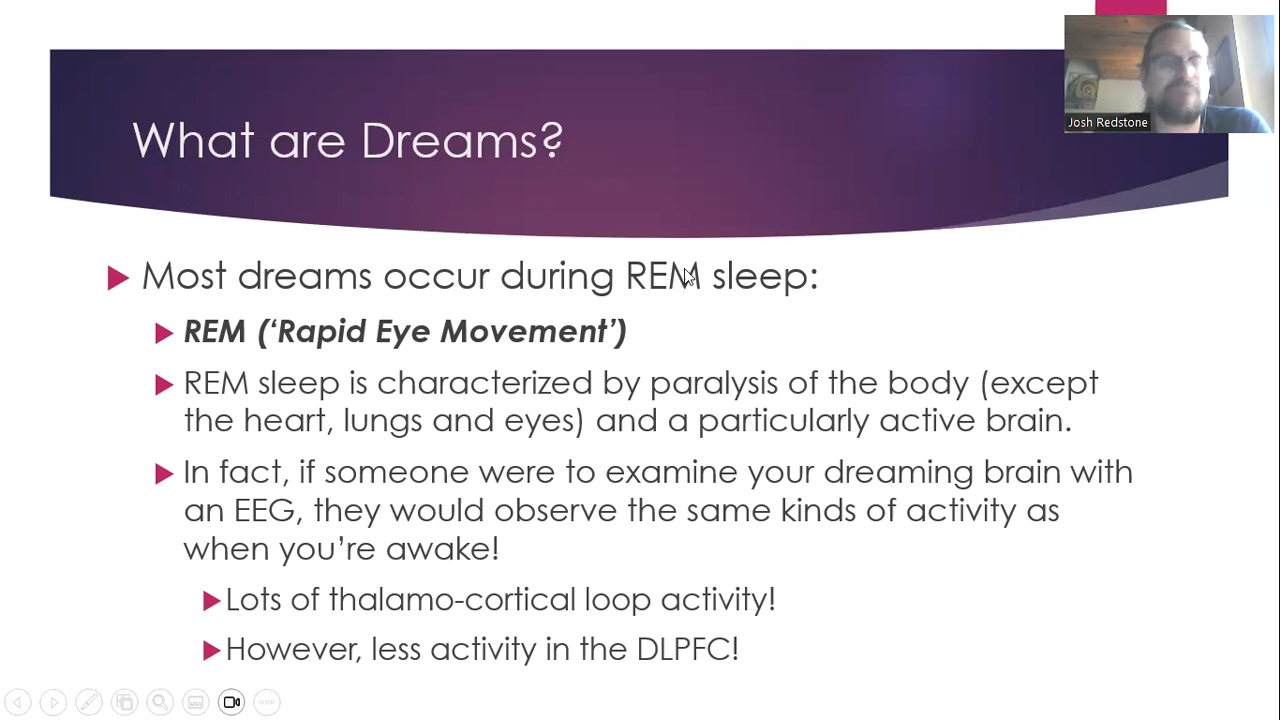 Josh Redstone
What are Dreams?
Most dreams occur during REM sleep:
REM (‘Rapid Eye Movement’)
REM sleep is characterized by paralysis of the body (except
the heart, lungs and eyes) and a particularly active brain.
In fact, if someone were to examine your dreaming brain with
an EEG, they would observe the same kinds of activity as
when you’re awake!
Lots of thalamo-cortical loop activity!
However, less activity in the DLPFC!